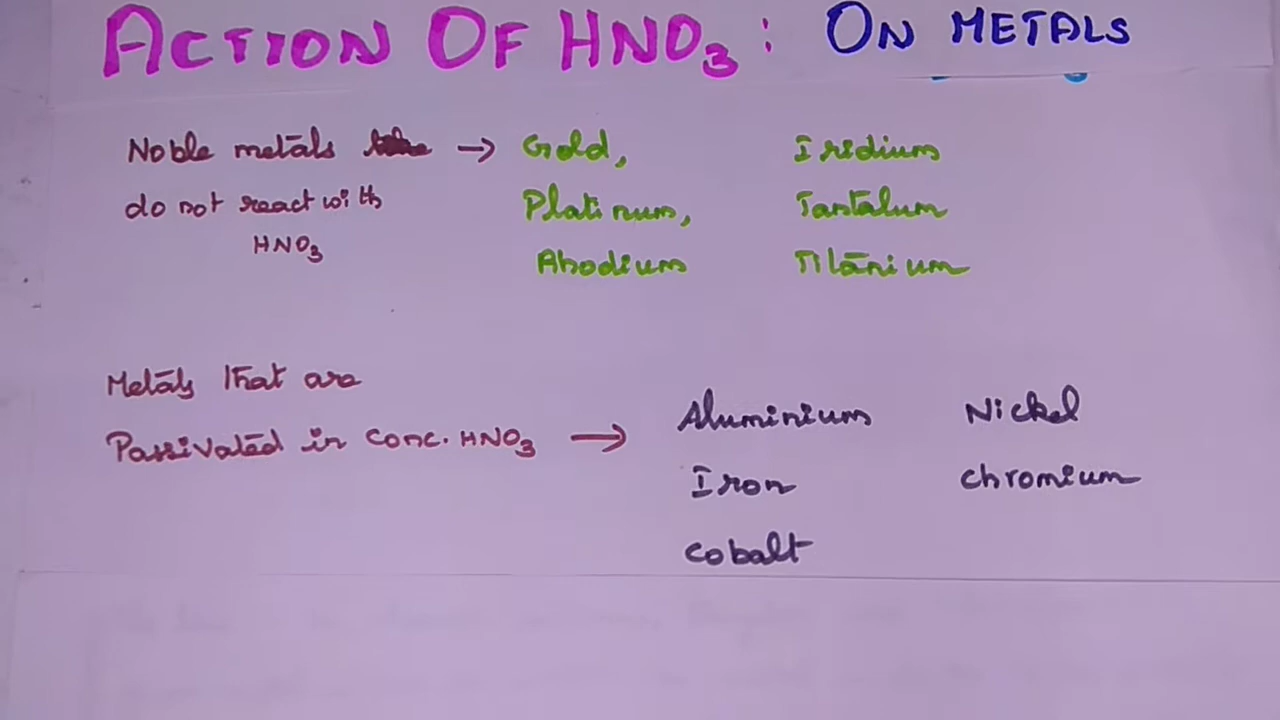 ACTION OF HNO3 : ON METALS
Noble metals → Gold, Iridium
do not react with Platinum, Tantalum
HNO3 Rhodium Titanium
Metals that are
Passivated in conc. HNO3 → Aluminium Nickel
Iron Chromium
Cobalt